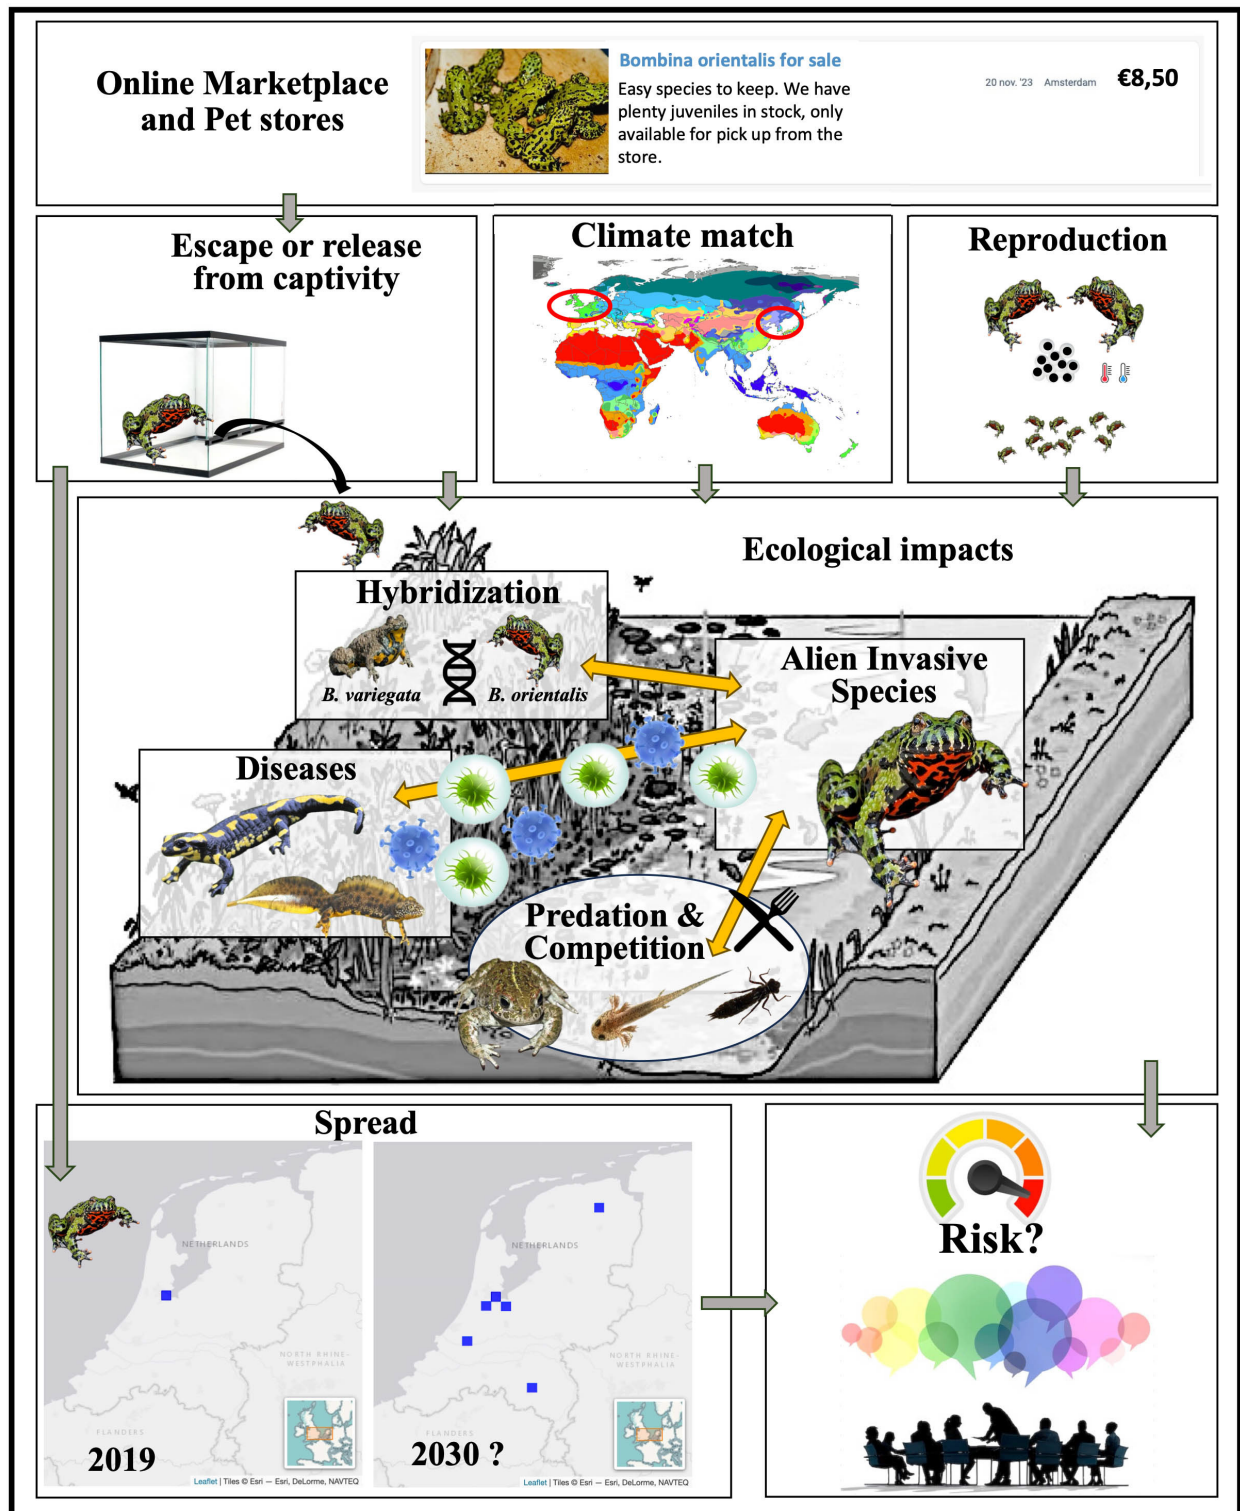 Online Marketplace
and Pet stores
Bombina orientalis for sale
Easy species to keep. We have
plenty juveniles in stock, only
available for pick up from the
store.
20 nov. '23 Amsterdam €8,50
Escape or release
from captivity
Climate match
Reproduction
Ecological impacts
Hybridization
B. variegata
B. orientalis
Alien Invasive
Species
Diseases
Predation &
Competition
Spread
NETHERLANDS
NORTH RHINE-
WESTPHALIA
FLANDERS
2019
Leaflet | Tiles © Esri — Esri, DeLorme, NAVTEQ
NETHERLANDS
NORTH RHINE-
WESTPHALIA
FLANDERS
2030 ?
Leaflet | Tiles © Esri — Esri, DeLorme, NAVTEQ
Risk?